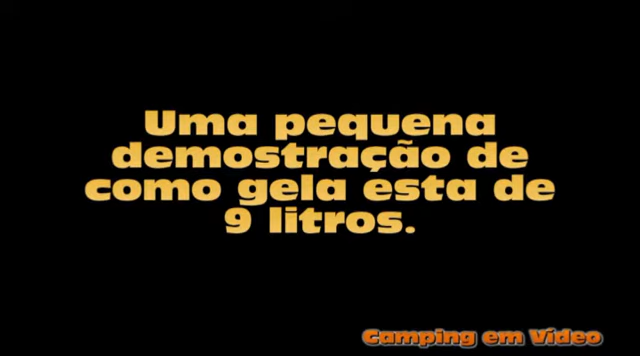 Uma pequena
demostração de
como gela esta de
9 litros.
Camping em Vídeo